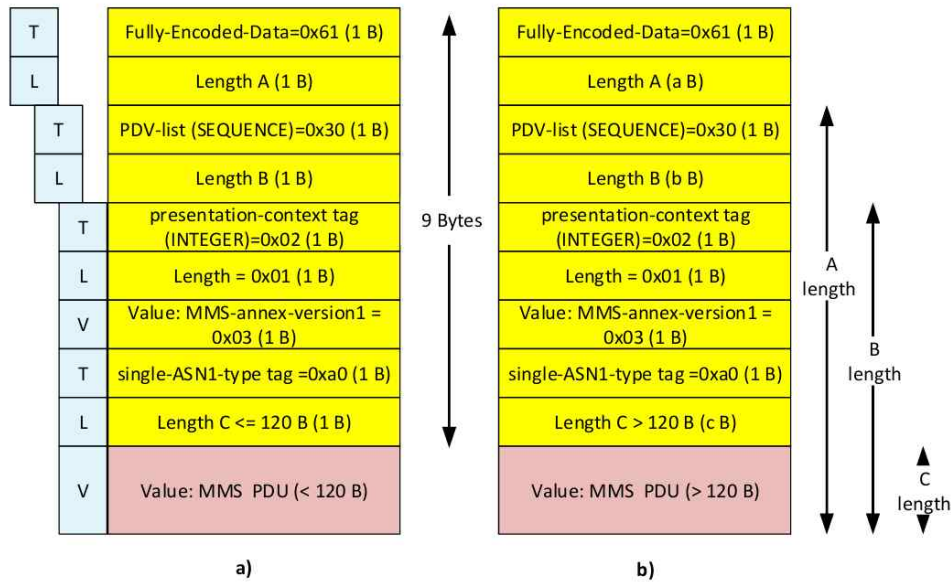 T
Fully-Encoded-Data=0x61 (1 B)
L
Length A (1 B)
T
PDV-list (SEQUENCE)=0x30 (1 B)
L
Length B (1 B)
T
presentation-context tag
(INTEGER)=0x02 (1 B)
L
Length = 0x01 (1 B)
V
Value: MMS-annex-version1 =
0x03 (1 B)
T
single-ASN1-type tag =0xa0 (1 B)
L
Length C <= 120 B (1 B)
V
Value: MMS PDU (< 120 B)
9 Bytes
a)
Fully-Encoded-Data=0x61 (1 B)
Length A (a B)
PDV-list (SEQUENCE)=0x30 (1 B)
Length B (b B)
presentation-context tag
(INTEGER)=0x02 (1 B)
Length = 0x01 (1 B)
Value: MMS-annex-version1 =
0x03 (1 B)
single-ASN1-type tag =0xa0 (1 B)
Length C > 120 B (c B)
Value: MMS PDU (> 120 B)
A
length
B
length
C
length
b)